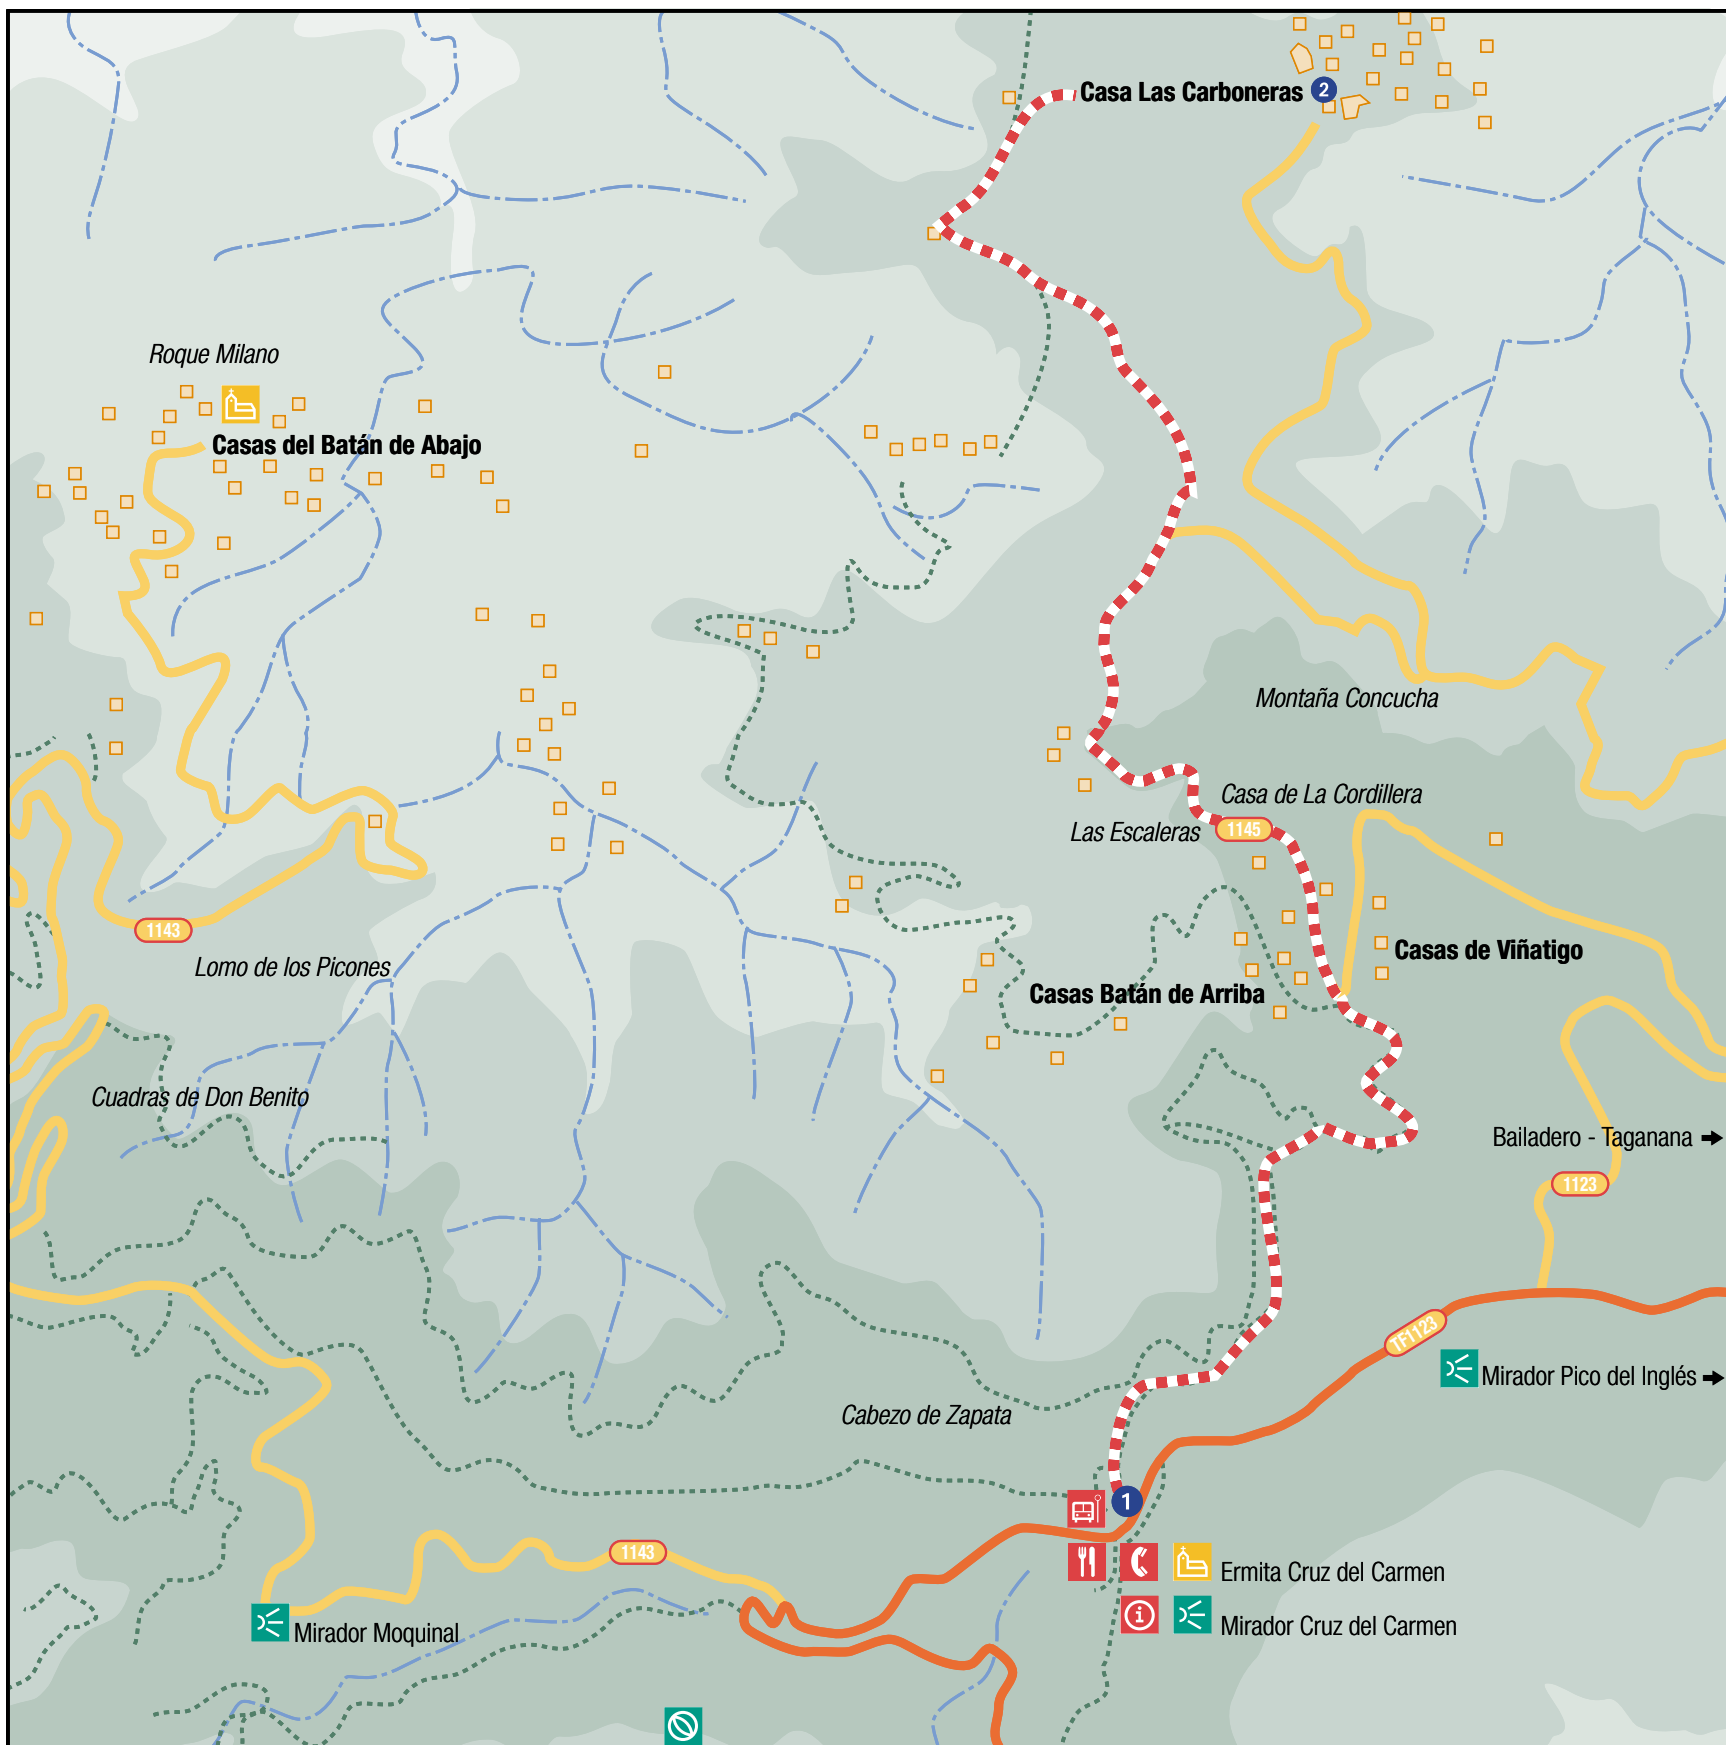 Casa Las Carboneras 2
Roque Milano
Casas del Batán de Abajo
Montaña Concucha
Casa de La Cordillera
Las Escaleras 1145
1143
Casas de Viñatigo
Lomo de los Picones
Casas Batán de Arriba
Cuadras de Don Benito
Bailadero - Taganana
1123
TF1123
Mirador Pico del Inglés
Cabezo de Zapata
1
1143
Ermita Cruz del Carmen
i
Mirador Cruz del Carmen
Mirador Moquinal